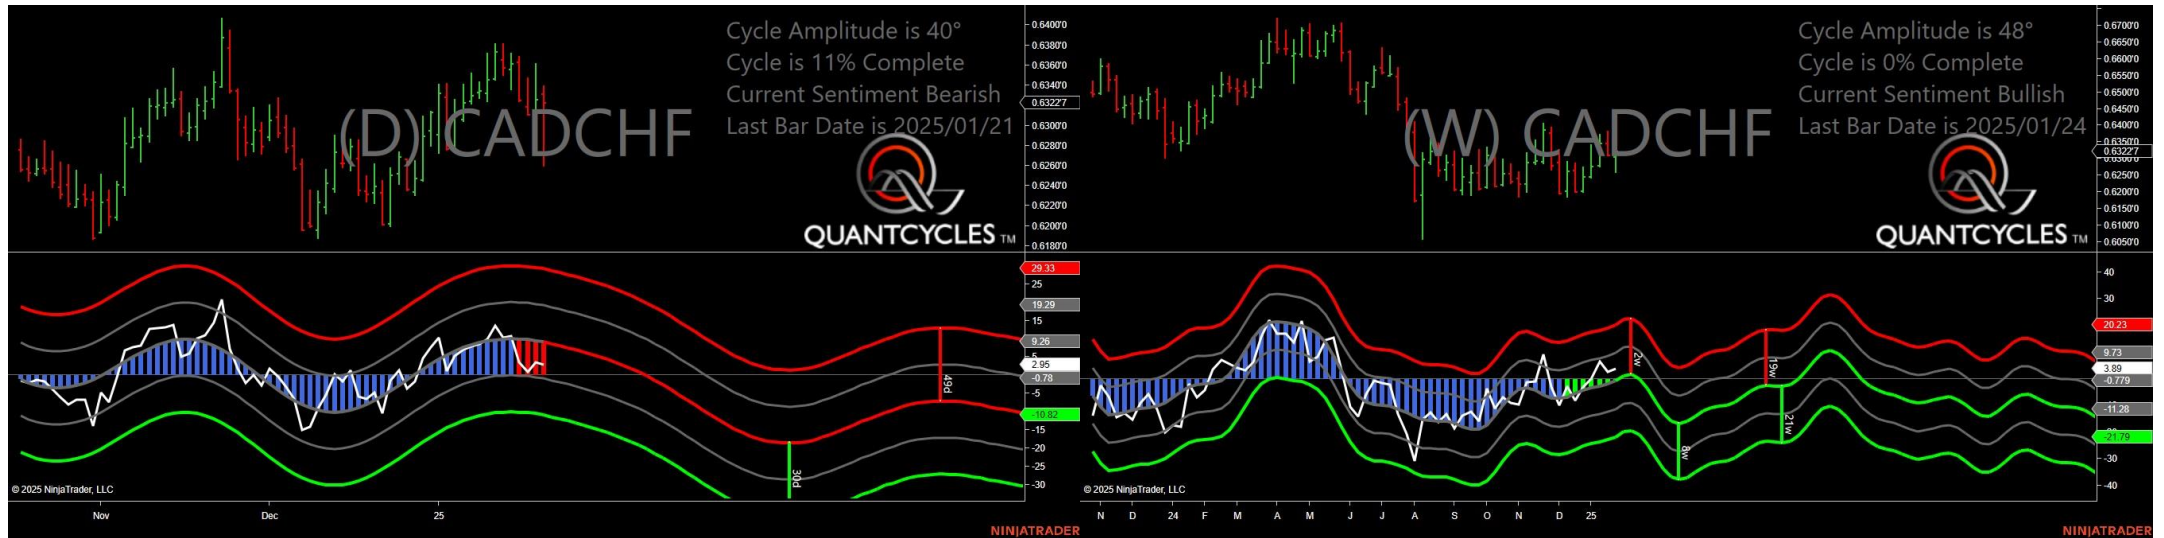 Cycle Amplitude is 40°
Cycle is 11% Complete
Current Sentiment Bearish
Last Bar Date is 2025/01/21
(D) CADCHF
QUANTCYCLES TM
0.6400'0
0.6380'0
0.6360'0
0.6340'0
0.63227
0.6300'0
0.6280'0
0.6260'0
0.6240'0
0.6220'0
0.6200'0
0.6180'0
29.33
25
19.29
15
9.26
5
2.95
-0.78
-5
-10.82
-15
-20
-25
-30
49d
30d
© 2025 NinjaTrader, LLC
Nov
Dec
25
NINJATRADER
Cycle Amplitude is 48°
Cycle is 0% Complete
Current Sentiment Bullish
Last Bar Date is 2025/01/24
(W) CADCHF
QUANTCYCLES TM
0.6700'0
0.6650'0
0.6600'0
0.6550'0
0.6500'0
0.6450'0
0.6400'0
0.6350'0
0.63227
0.6300'0
0.6250'0
0.6200'0
0.6150'0
0.6100'0
0.6050'0
40
30
20.23
9.73
3.89
-0.779
-11.28
-21.79
-30
-40
2w
19w
21w
8w
© 2025 NinjaTrader, LLC
N D 24 F M A M J J A S O N D 25
NINJATRADER